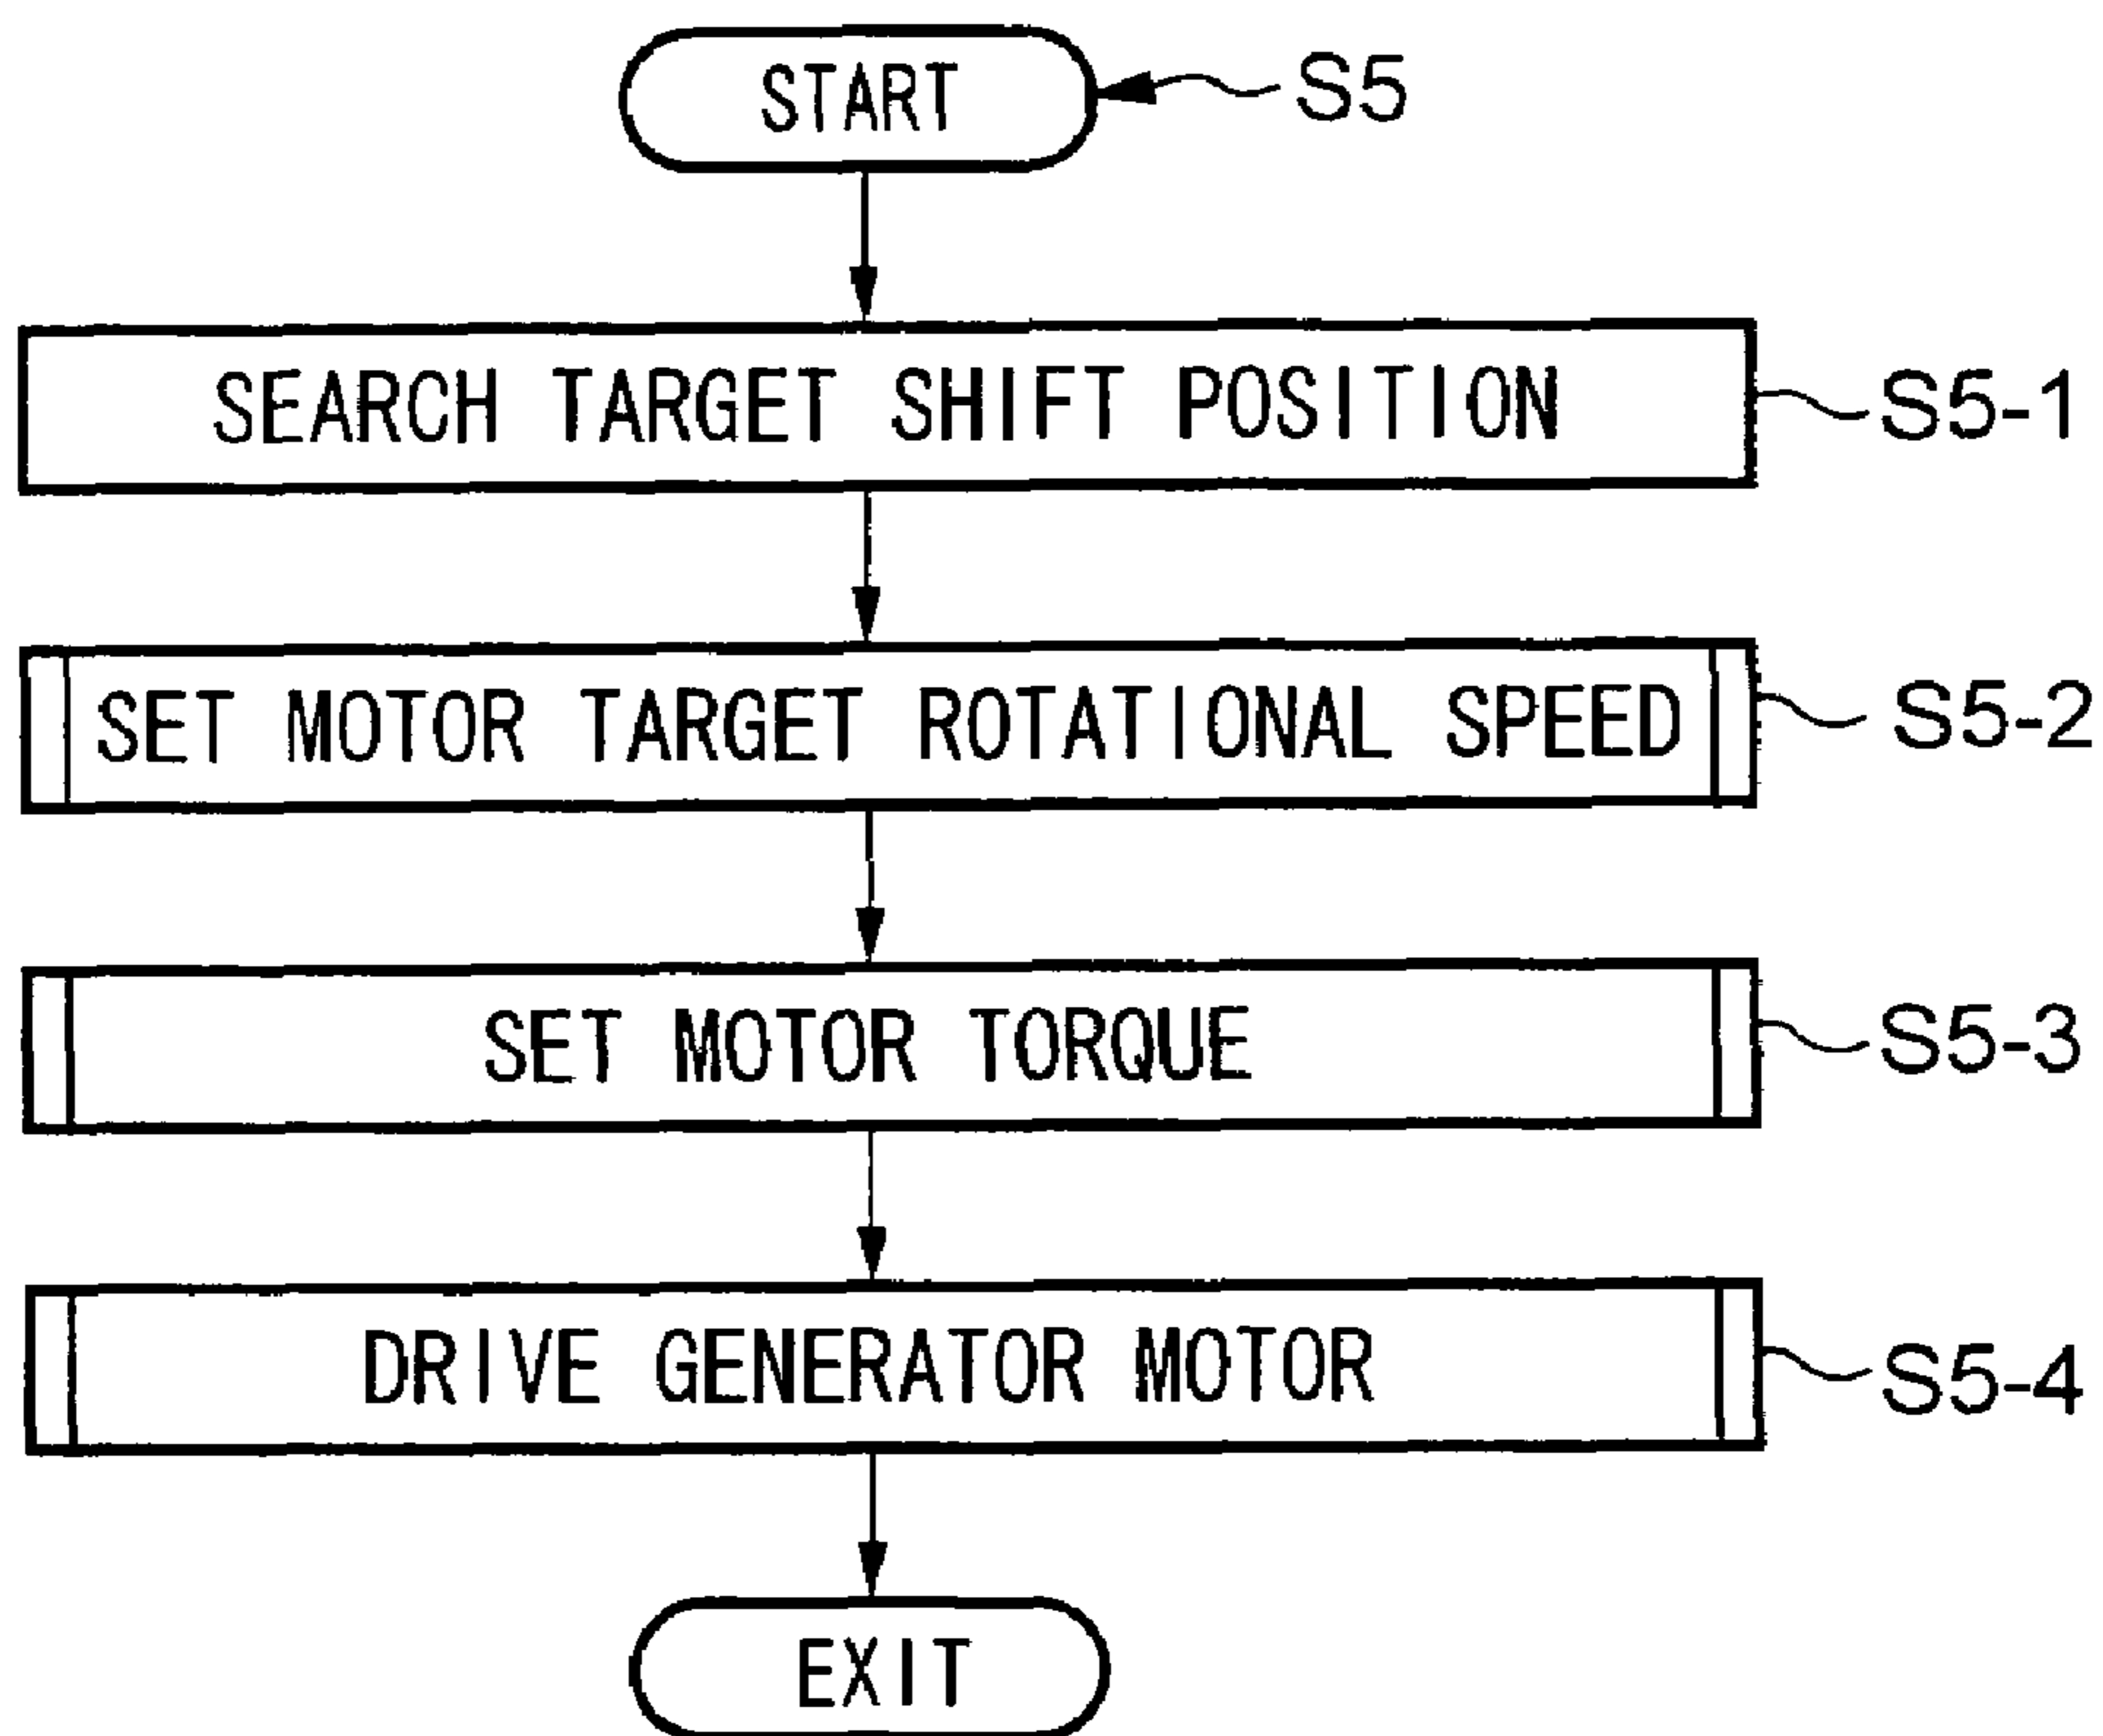 START
S5
SEARCH TARGET SHIFT POSITION
S5-1
SET MOTOR TARGET ROTATIONAL SPEED
S5-2
SET MOTOR TORQUE
S5-3
DRIVE GENERATOR MOTOR
S5-4
EXIT